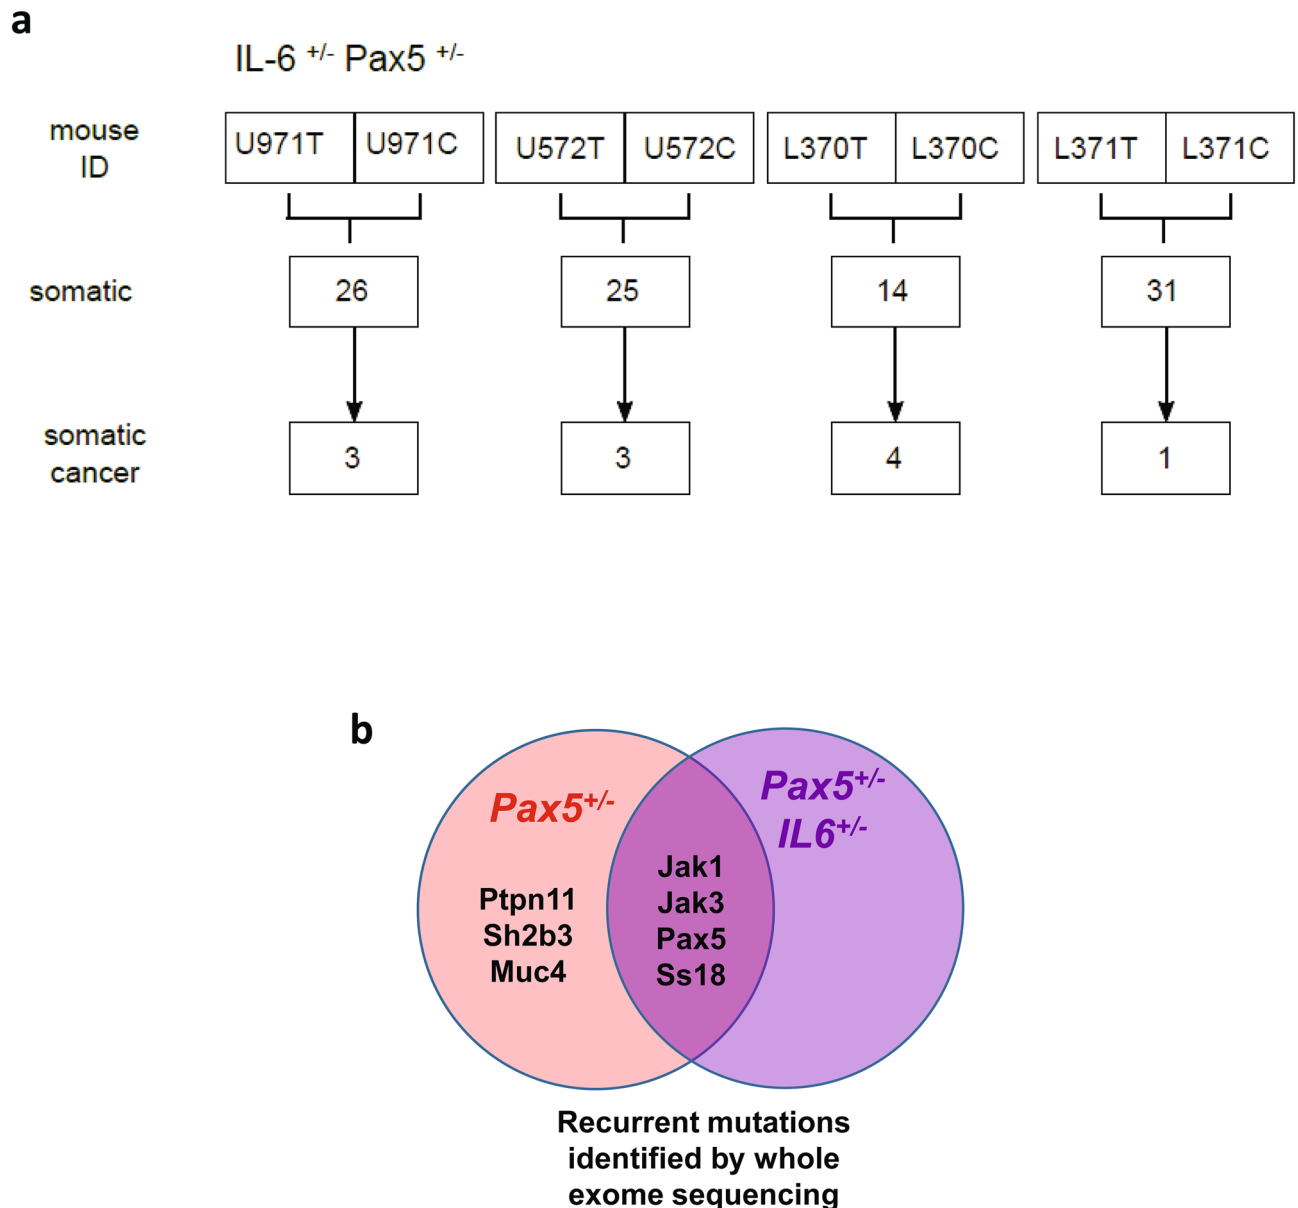 a
IL-6 +/- Pax5 +/-
mouse ID
U971T U971C U572T U572C L370T L370C L371T L371C
somatic 26 25 14 31
somatic cancer
3 3 4 1
b
Pax5+/-
Pax5+/-
IL6+/-
Ptpn11
Sh2b3
Muc4
Jak1
Jak3
Pax5
Ss18
Recurrent mutations
identified by whole
exome sequencing